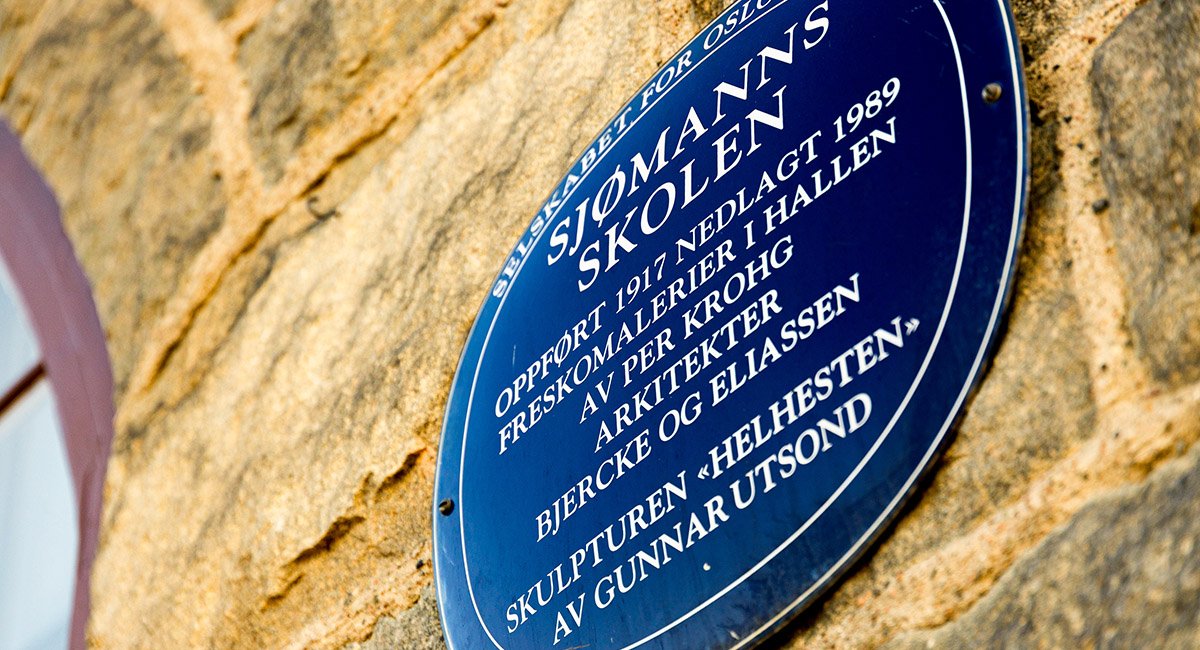 SELSKABET FOR OSLO
SJØMANNS
SKOLEN
OPPFØRT 1917 NEDLAGT 1989
FRESKOMALERIER I HALLEN
AV PER KROHG
ARKITEKTER
BJERCKE OG ELIASSEN
SKULPTUREN «HELHESTEN»
AV GUNNAR UTSOND